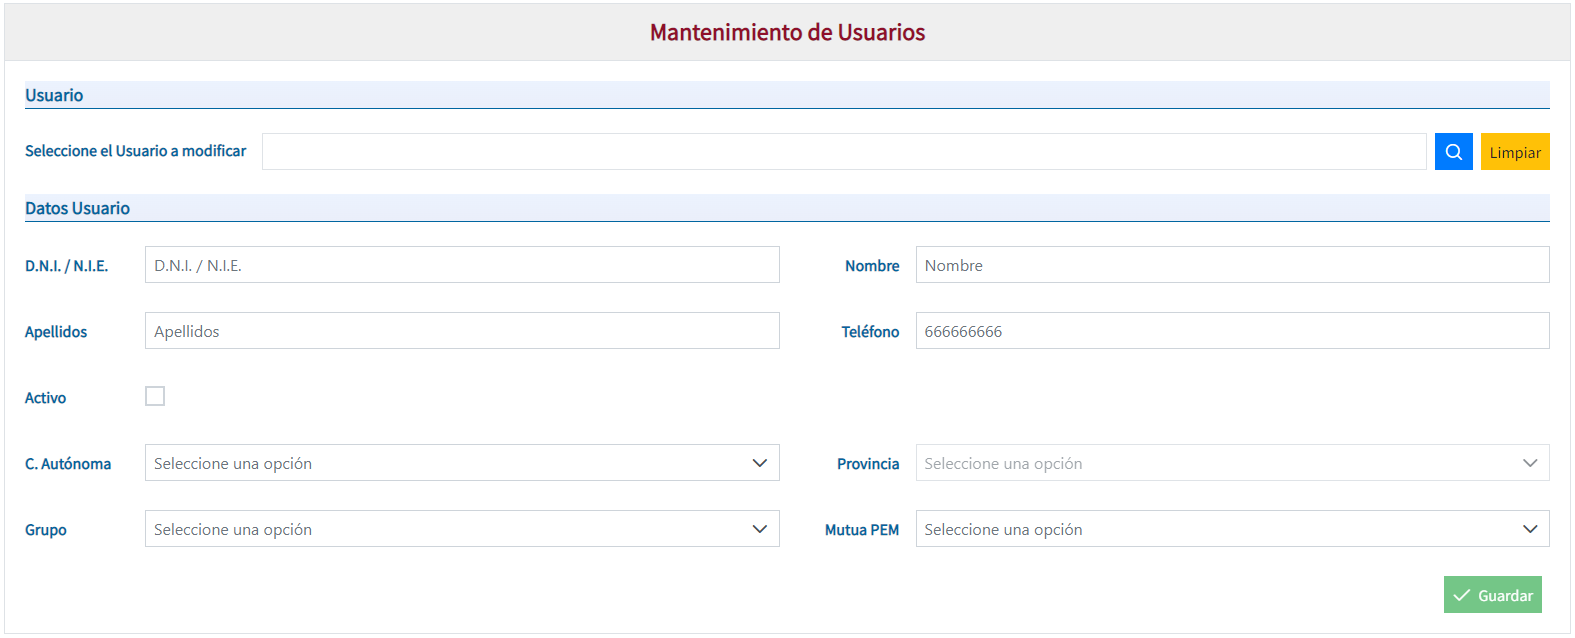 Mantenimiento de Usuarios
Usuario
Seleccione el Usuario a modificar
Limpiar
Datos Usuario
D.N.I. / N.I.E. D.N.I. / N.I.E. Nombre Nombre
Apellidos Apellidos Teléfono 666666666
Activo
C. Autónoma Seleccione una opción Provincia Seleccione una opción
Grupo Seleccione una opción Mutua PEM Seleccione una opción
Guardar